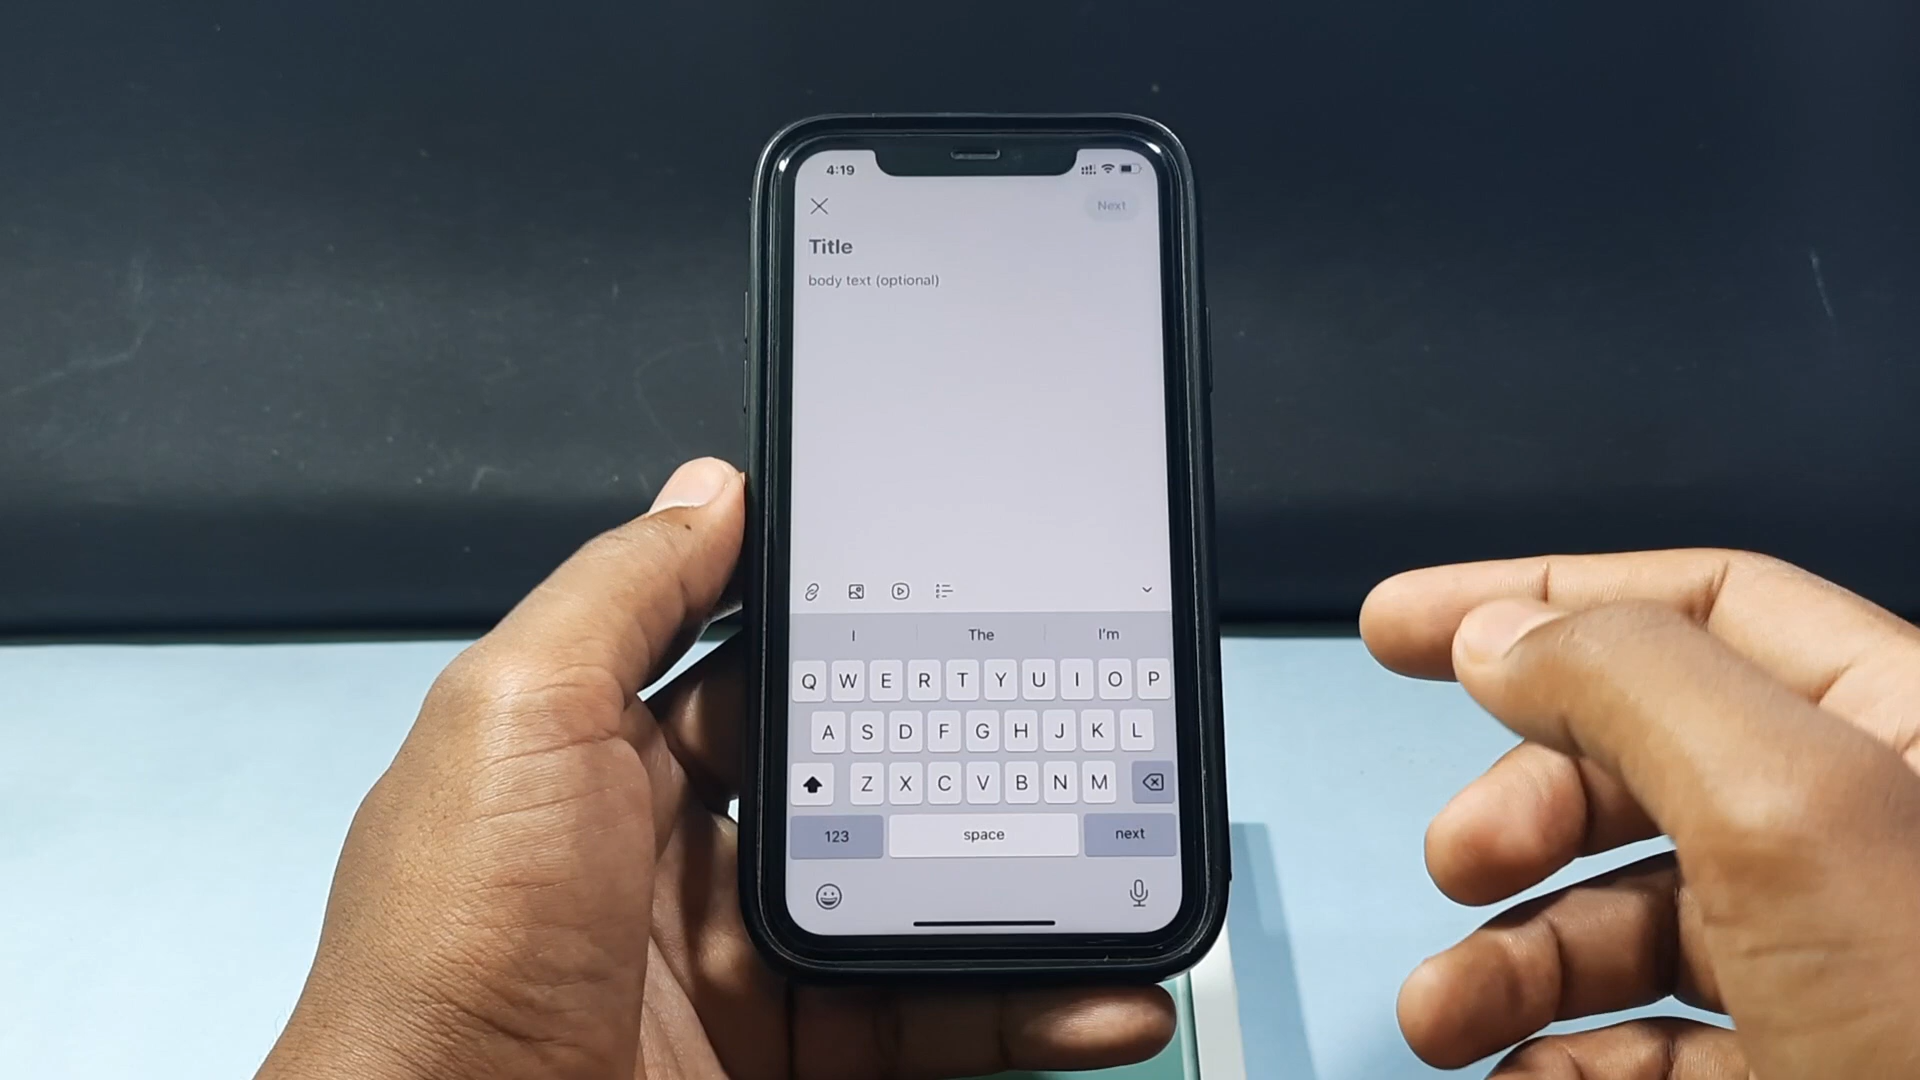 4:19
Next
Title
body text (optional)
I The I'm
Q W E R T Y U I O P
A S D F G H J K L
Z X C V B N M
123 space next